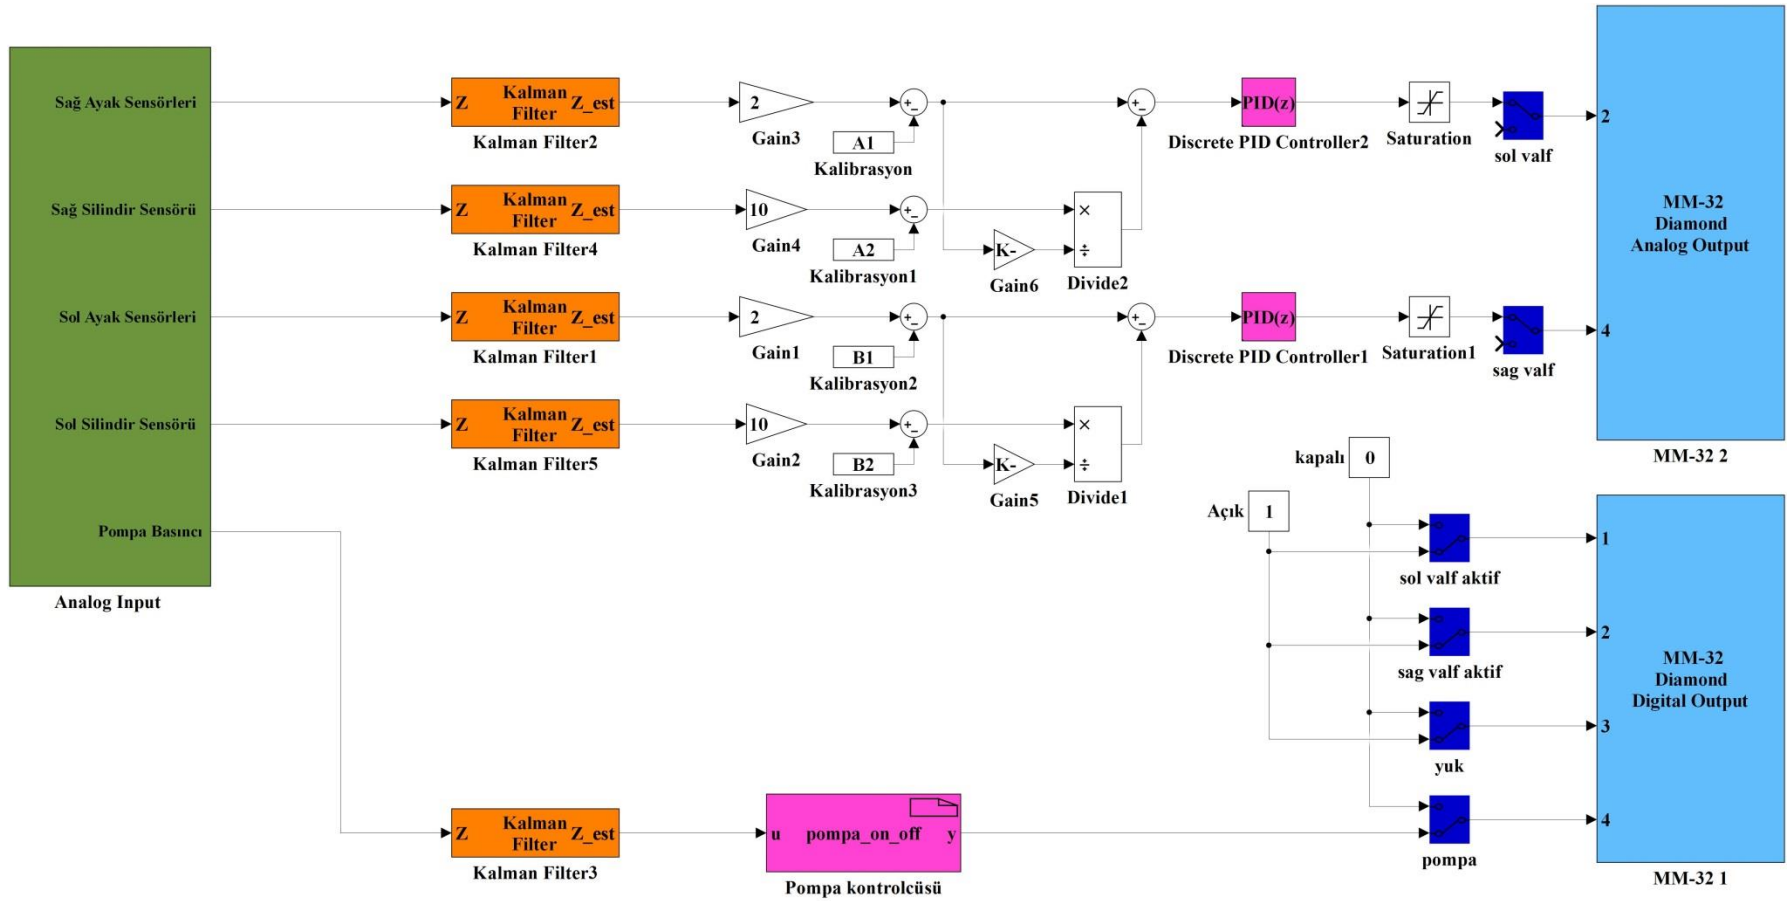 Sağ Ayak Sensörleri
Sağ Silindir Sensörü
Sol Ayak Sensörleri
Sol Silindir Sensörü
Pompa Basıncı
Analog Input
Z Kalman Filter Z_est
Kalman Filter2
Z Kalman Filter Z_est
Kalman Filter4
Z Kalman Filter Z_est
Kalman Filter1
Z Kalman Filter Z_est
Kalman Filter5
Z Kalman Filter Z_est
Kalman Filter3
2
Gain3
A1
Kalibrasyon
10
Gain4
A2
Kalibrasyon1
K-
Gain6
×
÷
Divide2
2
Gain1
B1
Kalibrasyon2
10
Gain2
B2
Kalibrasyon3
K-
Gain5
×
÷
Divide1
PID(z)
Discrete PID Controller2
Saturation
sol valf
PID(z)
Discrete PID Controller1
Saturation1
sag valf
2
4
MM-32
Diamond
Analog Output
MM-32 2
kapalı
0
Açık
1
sol valf aktif
sag valf aktif
yuk
pompa
u pompa_on_off y
Pompa kontrolcüsü
1
2
3
4
MM-32
Diamond
Digital Output
MM-32 1